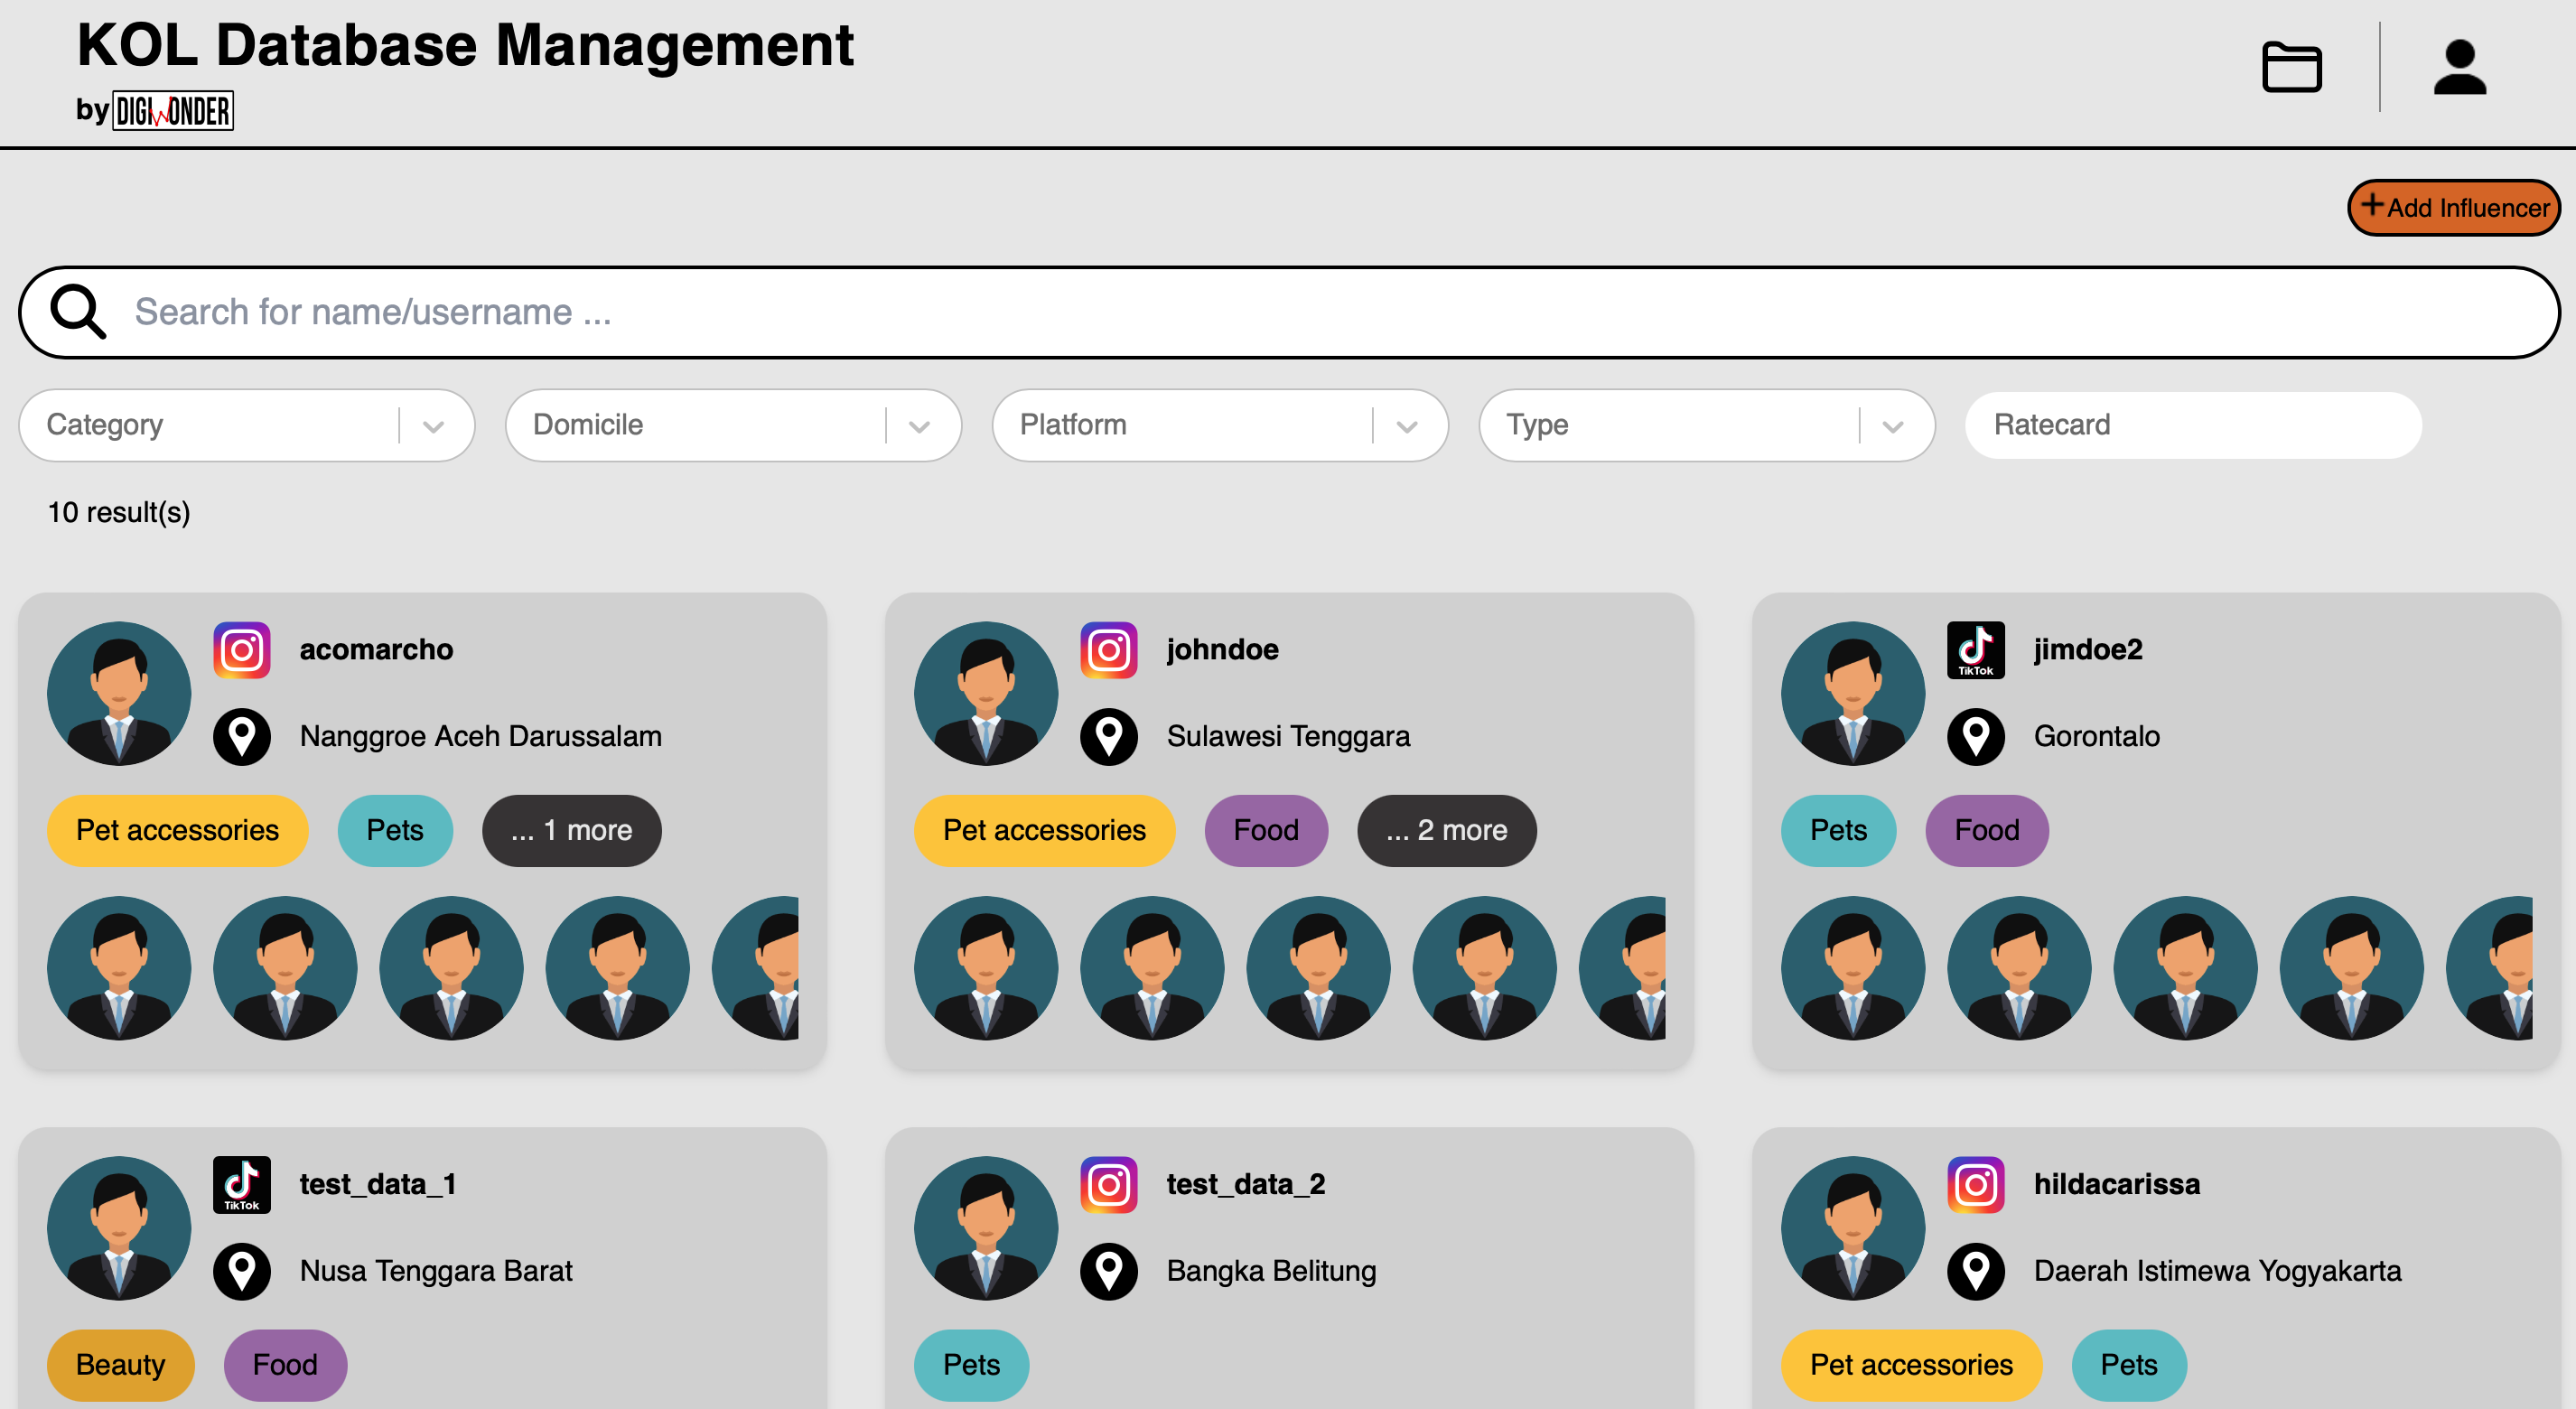 KOL Database Management
by DIGIWONDER
+Add Influencer
Search for name/username ...
Category
Domicile
Platform
Type
Ratecard
10 result(s)
acomarcho
Nanggroe Aceh Darussalam
Pet accessories
Pets
... 1 more
johndoe
Sulawesi Tenggara
Pet accessories
Food
... 2 more
TikTok
jimdoe2
Gorontalo
Pets
Food
TikTok
test_data_1
Nusa Tenggara Barat
Beauty
Food
test_data_2
Bangka Belitung
Pets
hildacarissa
Daerah Istimewa Yogyakarta
Pet accessories
Pets